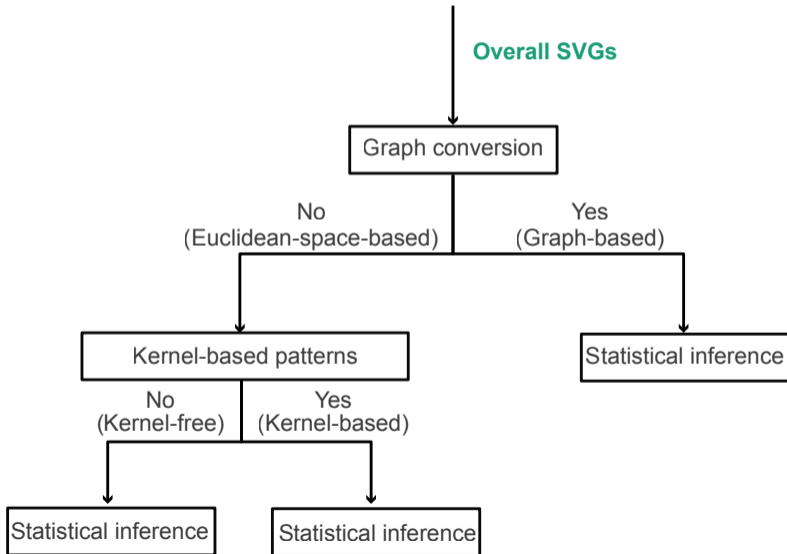 Overall SVGs
Graph conversion
No
(Euclidean-space-based)
Yes
(Graph-based)
Kernel-based patterns
Statistical inference
No
(Kernel-free)
Yes
(Kernel-based)
Statistical inference
Statistical inference